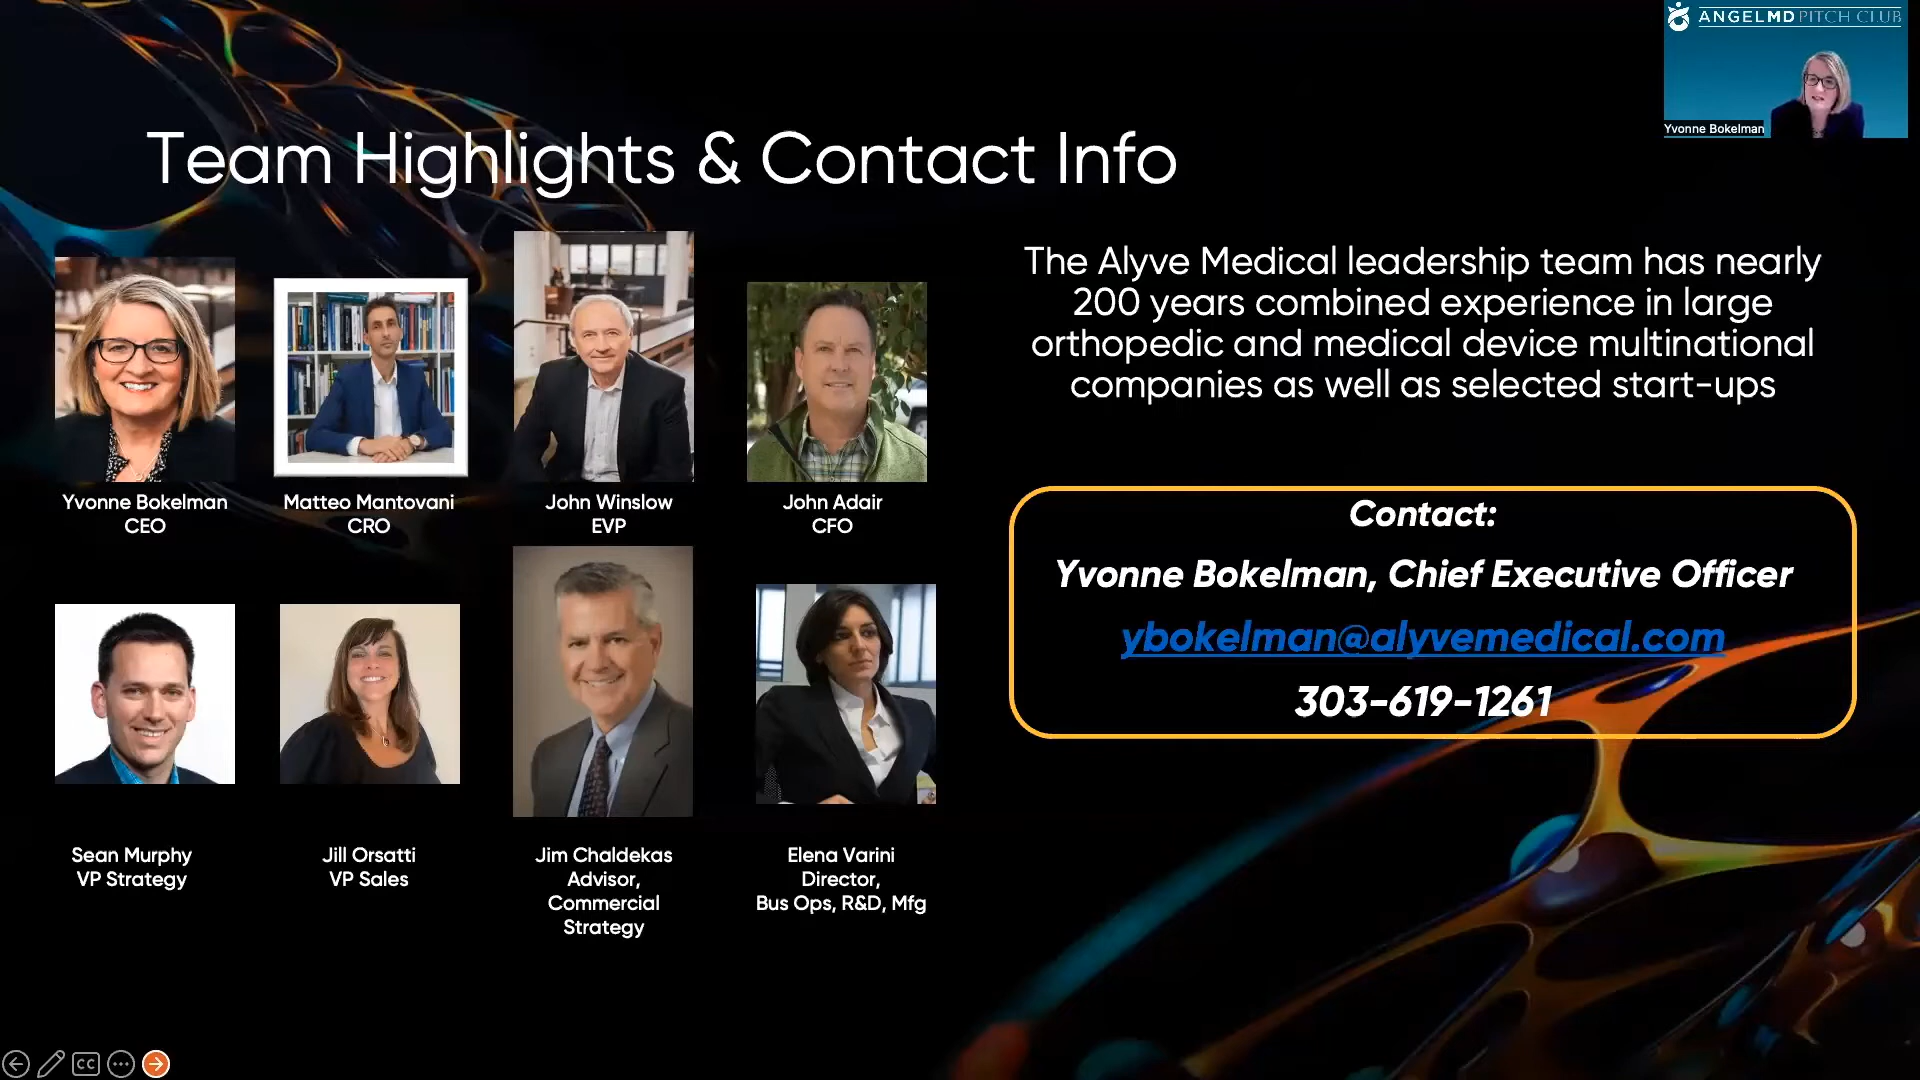 ANGELMD PITCH CLUB
Yvonne Bokelman
Team Highlights & Contact Info
The Alyve Medical leadership team has nearly
200 years combined experience in large
orthopedic and medical device multinational
companies as well as selected start-ups
Yvonne Bokelman
CEO
Matteo Mantovani
CRO
John Winslow
EVP
John Adair
CFO
Contact:
Yvonne Bokelman, Chief Executive Officer
ybokelman@alyvemedical.com
303-619-1261
Sean Murphy
VP Strategy
Jill Orsatti
VP Sales
Jim Chaldekas
Advisor,
Commercial
Strategy
Elena Varini
Director,
Bus Ops, R&D, Mfg
CC